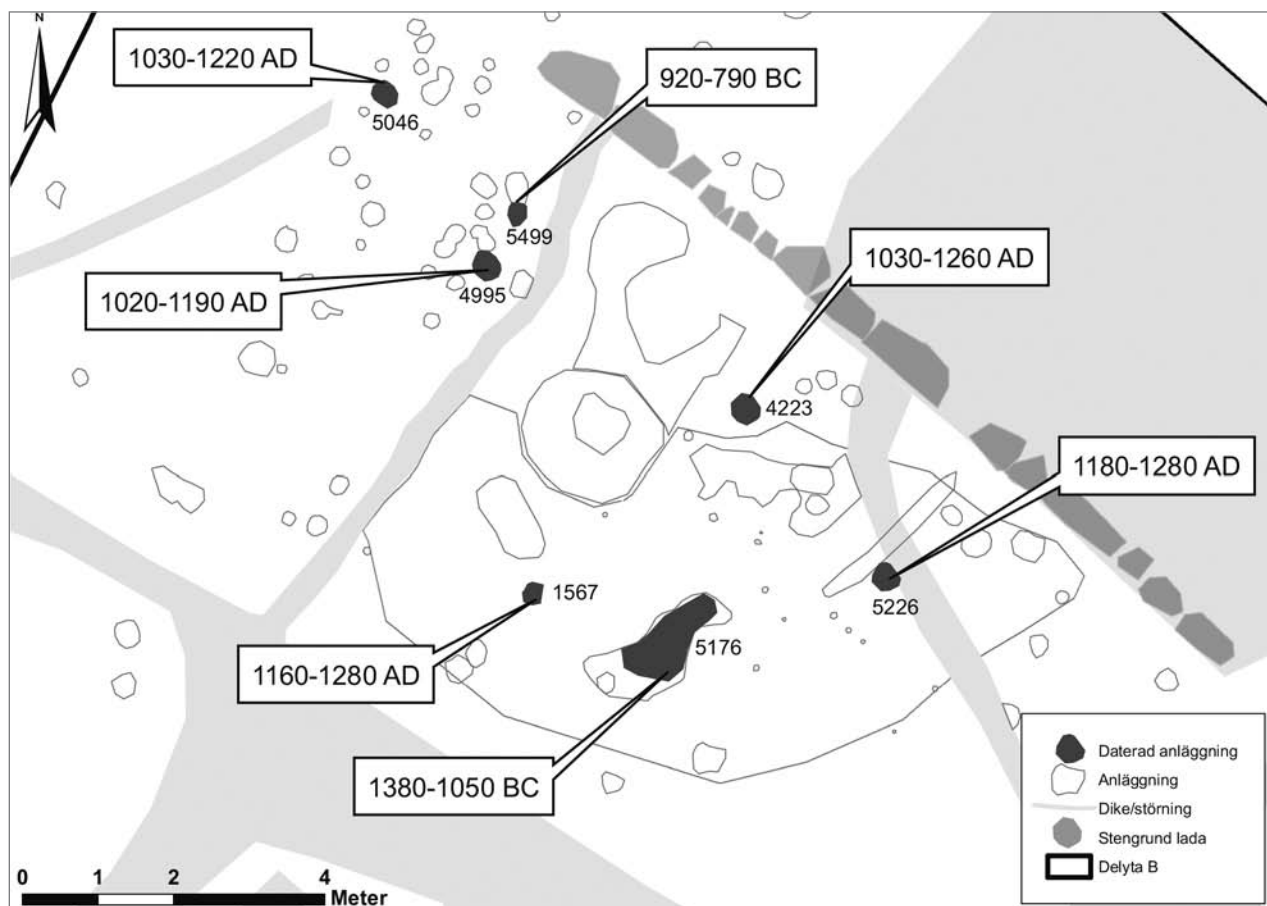 N
1030-1220 AD
920-790 BC
5046
5499
1030-1260 AD
1020-1190 AD
4995
4223
1180-1280 AD
1567
5226
5176
1160-1280 AD
1380-1050 BC
Daterad anläggning
Anläggning
Dike/störning
Stengrund lada
Delyta B
0 1 2 4
Meter